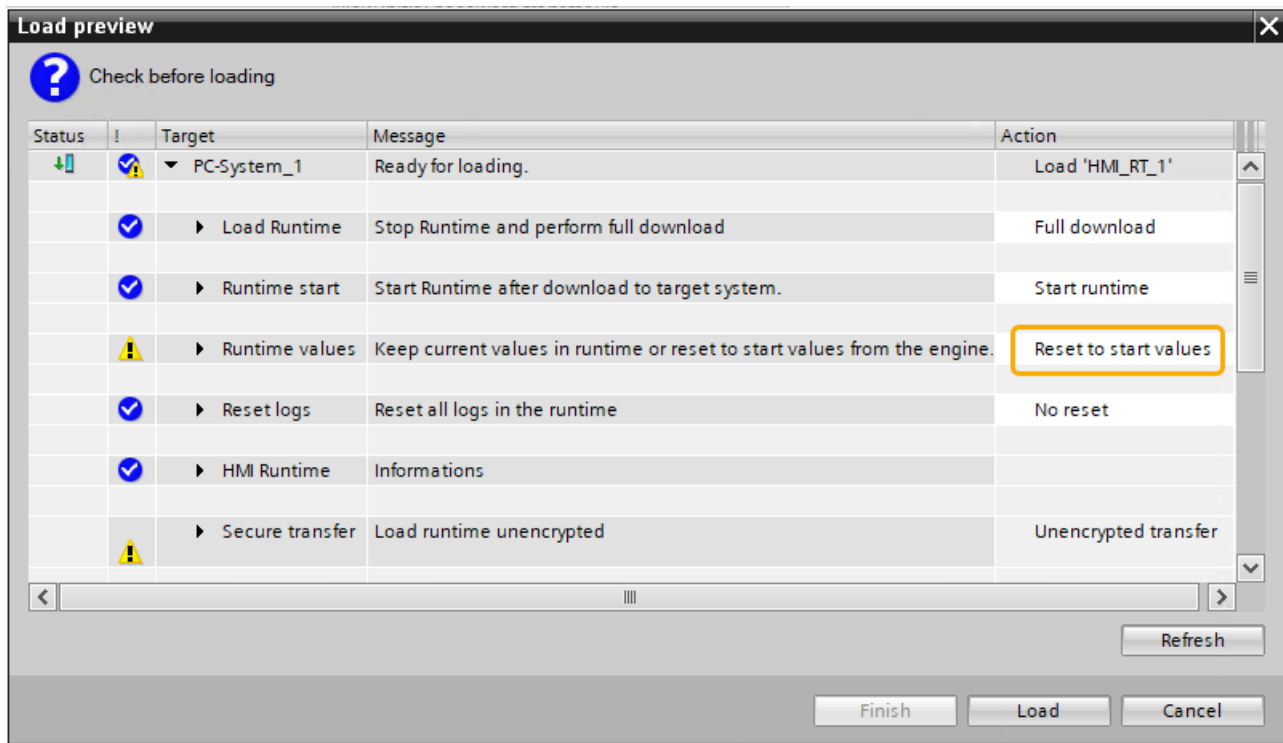 Load preview
Check before loading
Status ! Target Message Action
PC-System_1 Ready for loading. Load 'HMI_RT_1'
Load Runtime Stop Runtime and perform full download Full download
Runtime start Start Runtime after download to target system. Start runtime
Runtime values Keep current values in runtime or reset to start values from the engine. Reset to start values
Reset logs Reset all logs in the runtime No reset
HMI Runtime Informations
Secure transfer Load runtime unencrypted Unencrypted transfer
Refresh
Finish Load Cancel